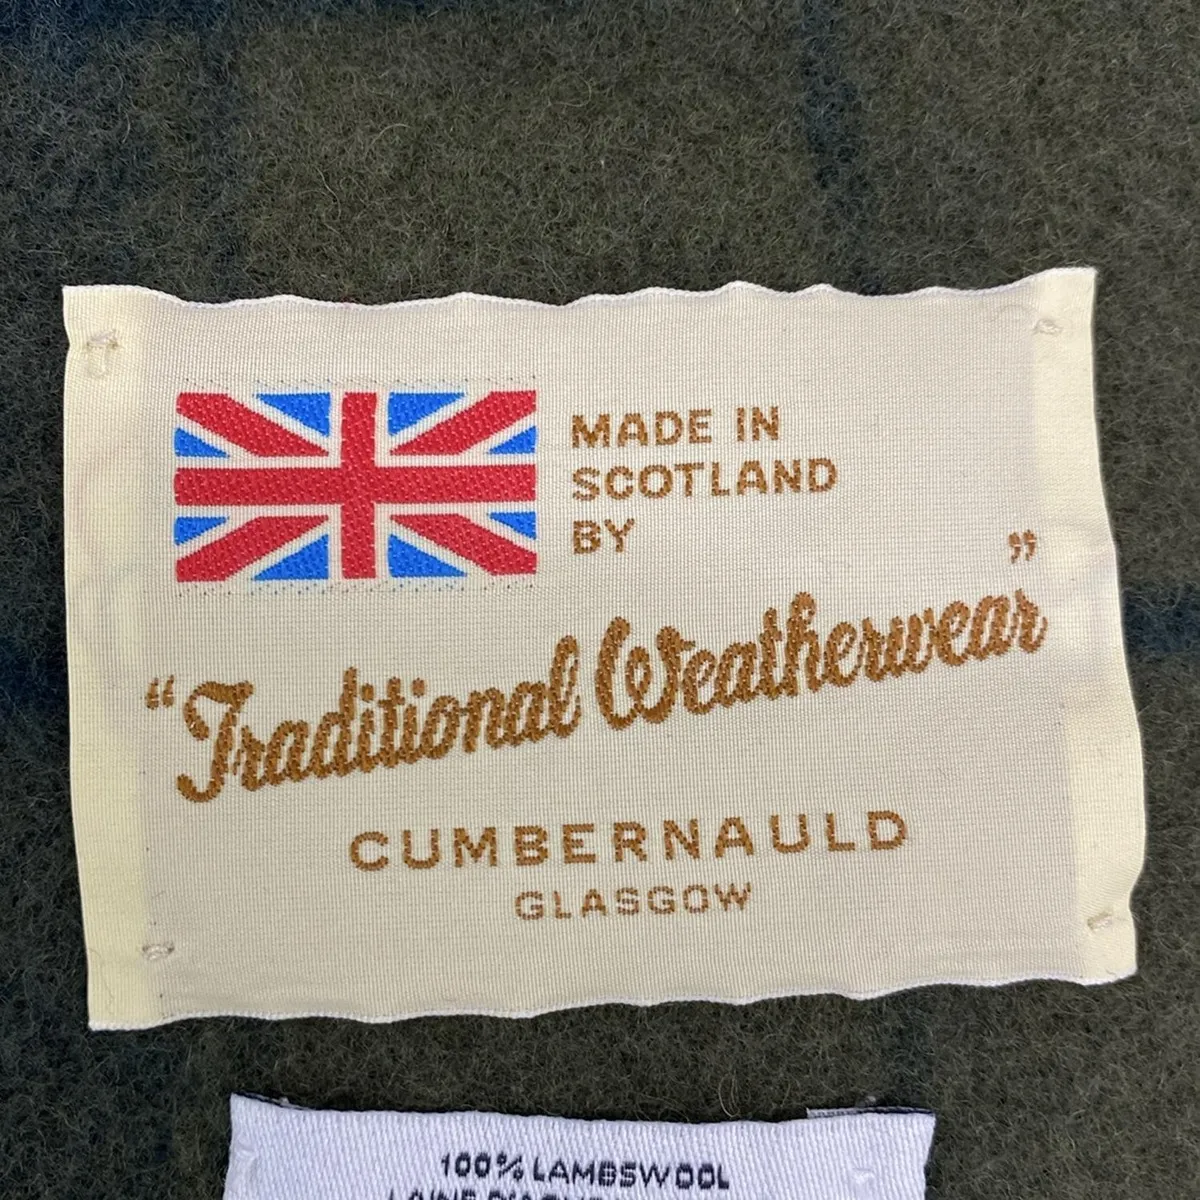 MADE IN
SCOTLAND
BY
“Traditional Weatherwear”
CUMBERNAULD
GLASGOW
100% LAMBSWOOL